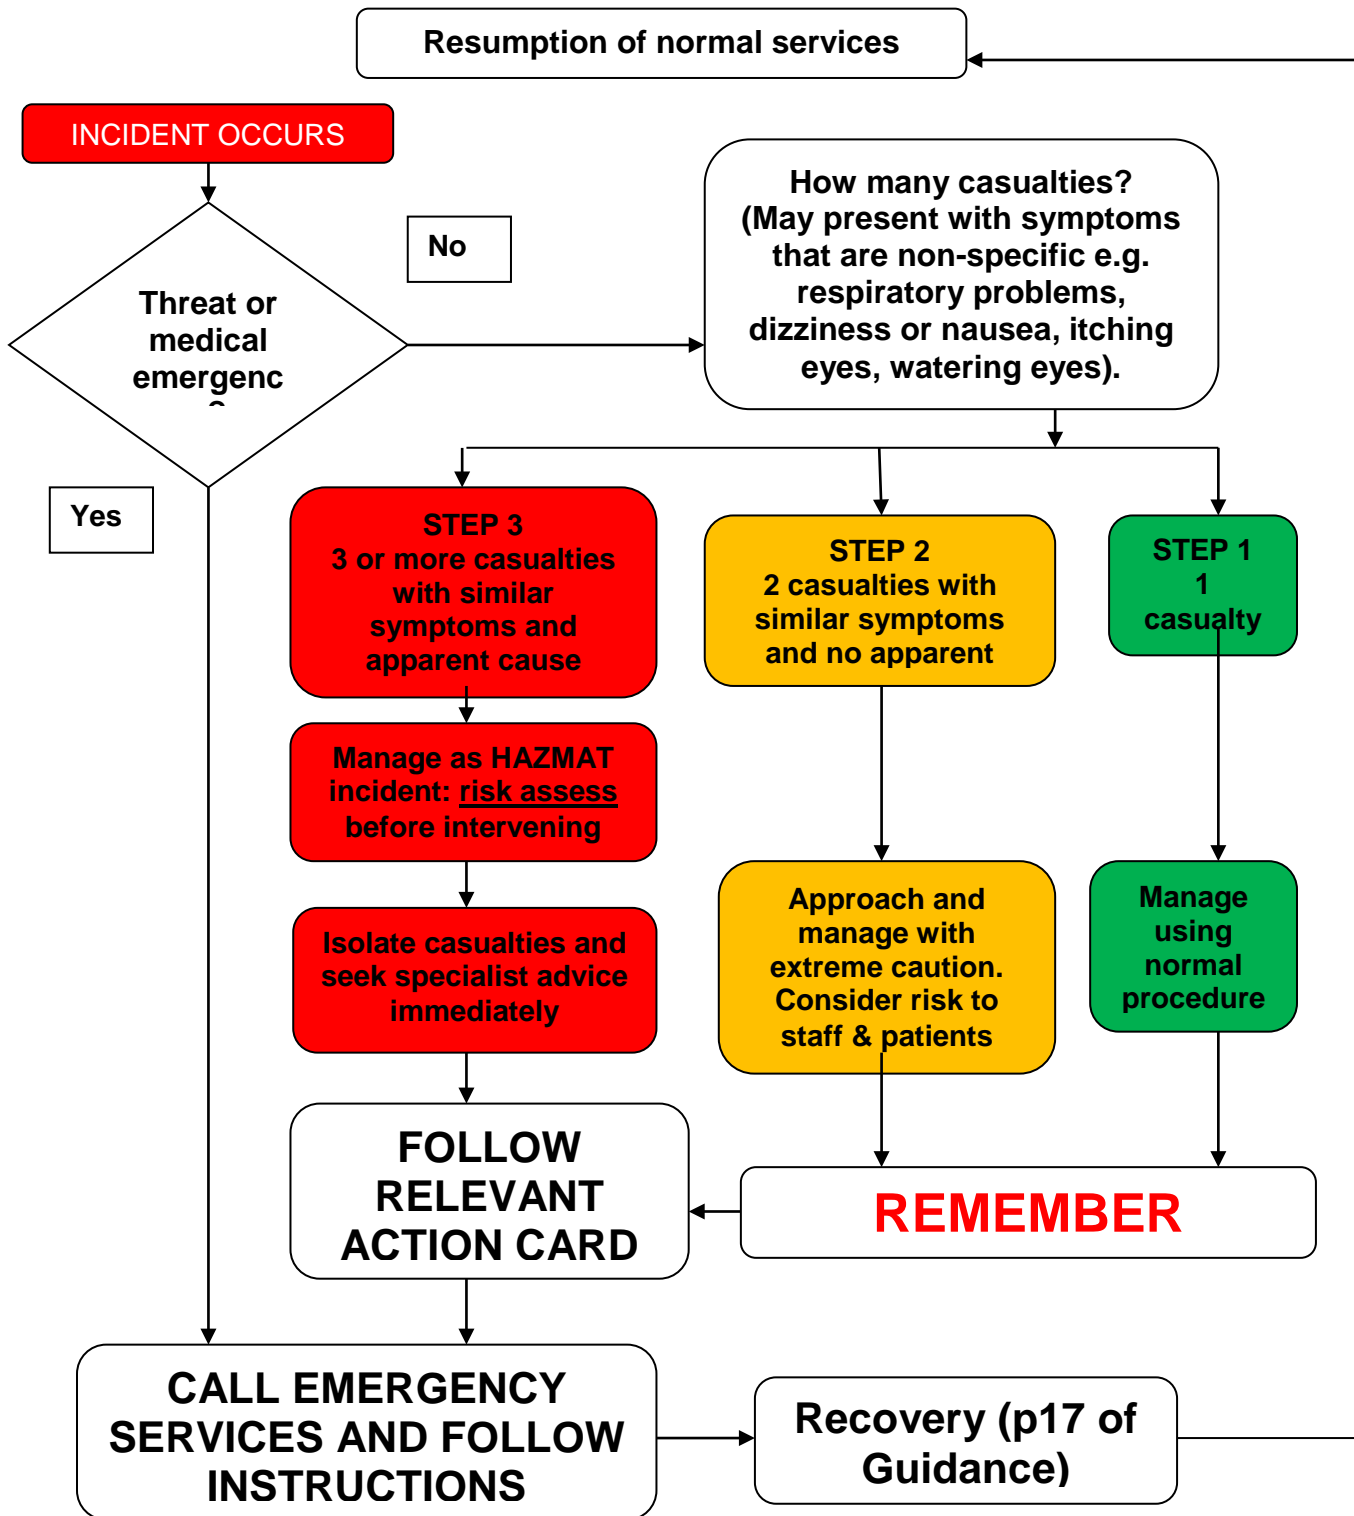 Resumption of normal services
INCIDENT OCCURS
No
Threat or
medical
emergenc
Yes
How many casualties?
(May present with symptoms
that are non-specific e.g.
respiratory problems,
dizziness or nausea, itching
eyes, watering eyes).
STEP 3
3 or more casualties
with similar
symptoms and
apparent cause
STEP 2
2 casualties with
similar symptoms
and no apparent
STEP 1
1
casualty
Manage as HAZMAT
incident: risk assess
before intervening
Isolate casualties and
seek specialist advice
immediately
Approach and
manage with
extreme caution.
Consider risk to
staff & patients
Manage
using
normal
procedure
FOLLOW
RELEVANT
ACTION CARD
REMEMBER
CALL EMERGENCY
SERVICES AND FOLLOW
INSTRUCTIONS
Recovery (p17 of
Guidance)